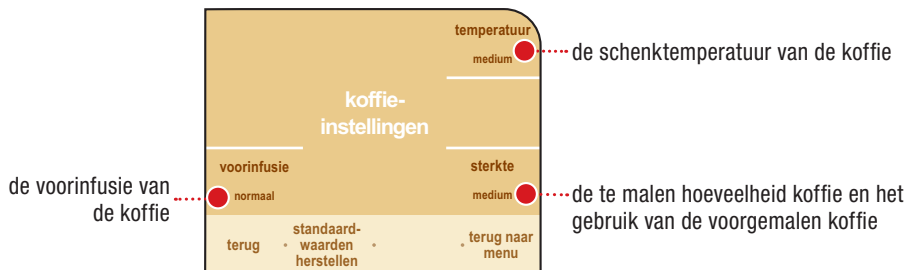 temperatuur
medium
de schenktemperatuur van de koffie
koffie-
instellingen
voorinfusie
normaal
de voorinfusie van
de koffie
sterkte
medium
de te malen hoeveelheid koffie en het
gebruik van de voorgemalen koffie
terug
standaard-
waarden
herstellen
terug naar
menu